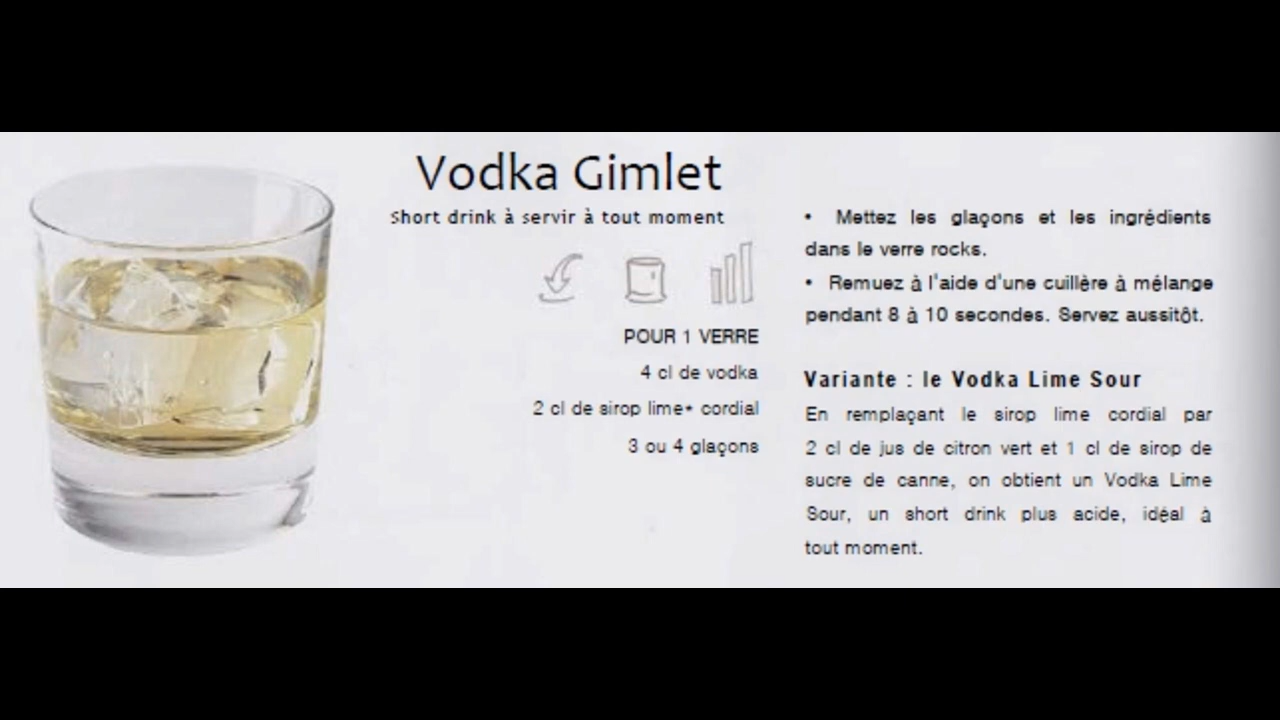 Vodka Gimlet
Short drink à servir à tout moment
POUR 1 VERRE
4 cl de vodka
2 cl de sirop lime* cordial
3 ou 4 glaçons
• Mettez les glaçons et les ingrédients
dans le verre rocks.
• Remuez à l'aide d'une cuillère à mélange
pendant 8 à 10 secondes. Servez aussitôt.
Variante : le Vodka Lime Sour
En remplaçant le sirop lime cordial par
2 cl de jus de citron vert et 1 cl de sirop de
sucre de canne, on obtient un Vodka Lime
Sour, un short drink plus acide, idéal à
tout moment.